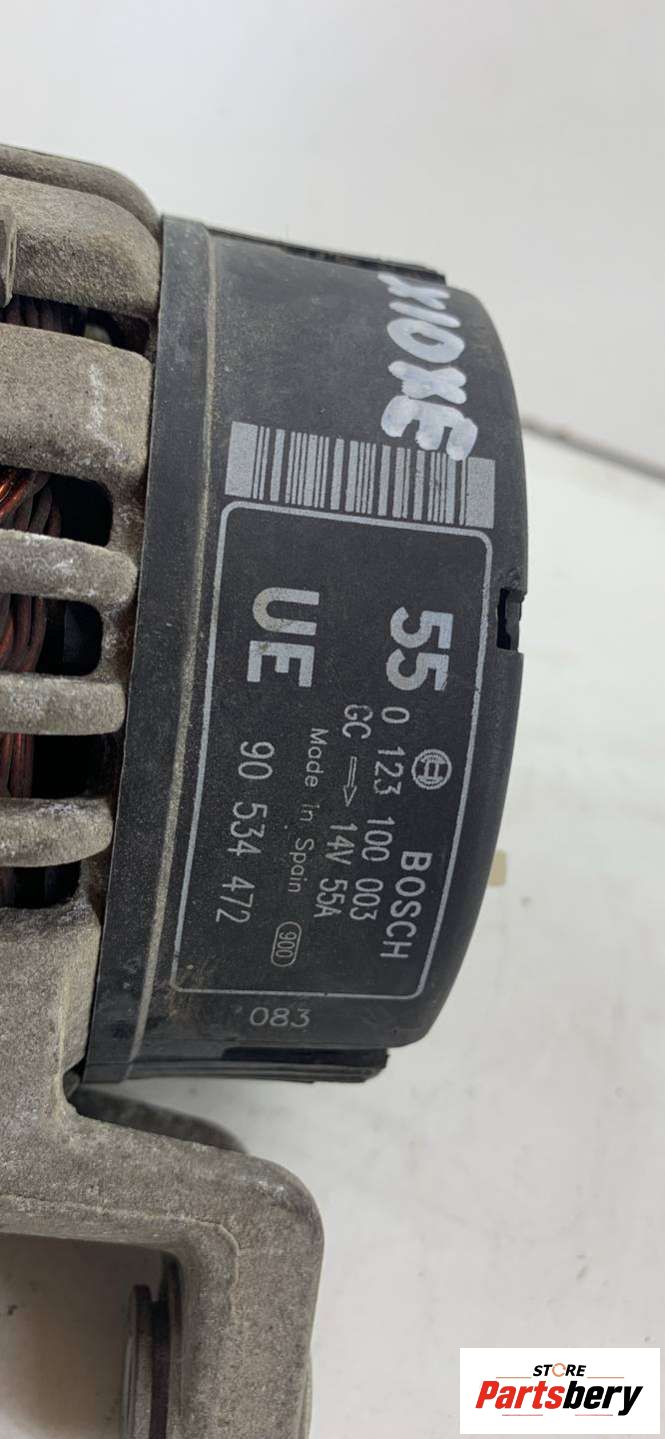 X10XE
55
UE
BOSCH
0 123 100 003
GC ⇨ 14V 55A
Made in Spain
900
90 534 472
083
STORE
Partsbery